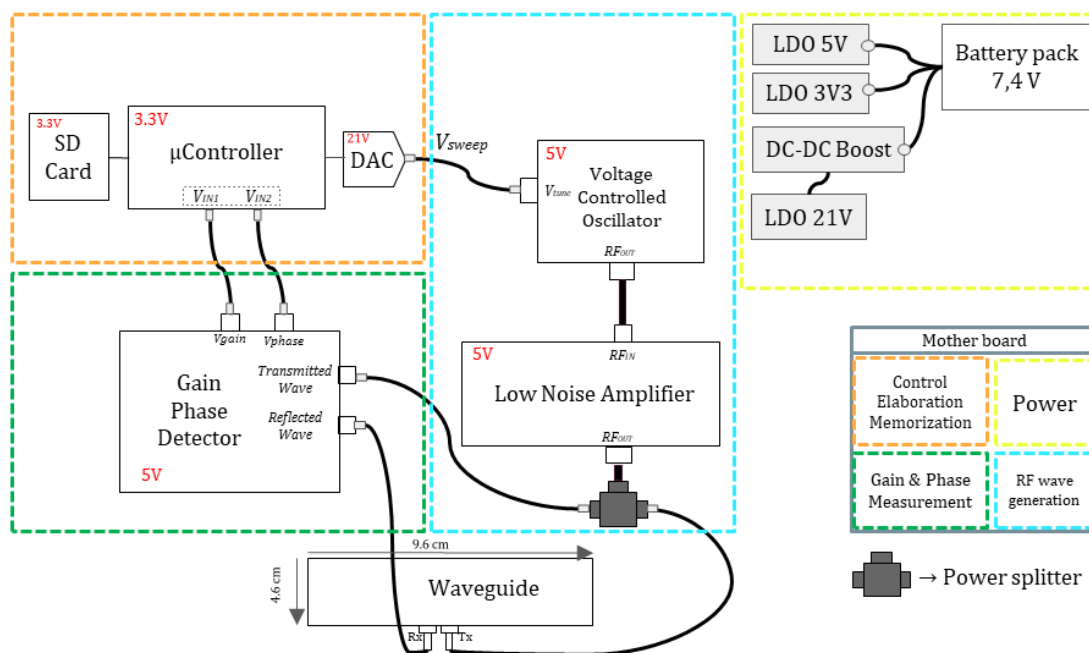 3.3V
SD
Card
3.3V
μController
VIN1
VIN2
21V
DAC
Vsweep
5V
Vtune
Voltage
Controlled
Oscillator
RFOUT
LDO 5V
LDO 3V3
DC-DC Boost
LDO 21V
Battery pack
7,4 V
Vgain
Vphase
Gain
Phase
Detector
5V
Transmitted
Wave
Reflected
Wave
5V
RFIN
Low Noise Amplifier
RFOUT
Mother board
Control
Elaboration
Memorization
Power
Gain & Phase
Measurement
RF wave
generation
→ Power splitter
9.6 cm
4.6 cm
Waveguide
Rx
Tx